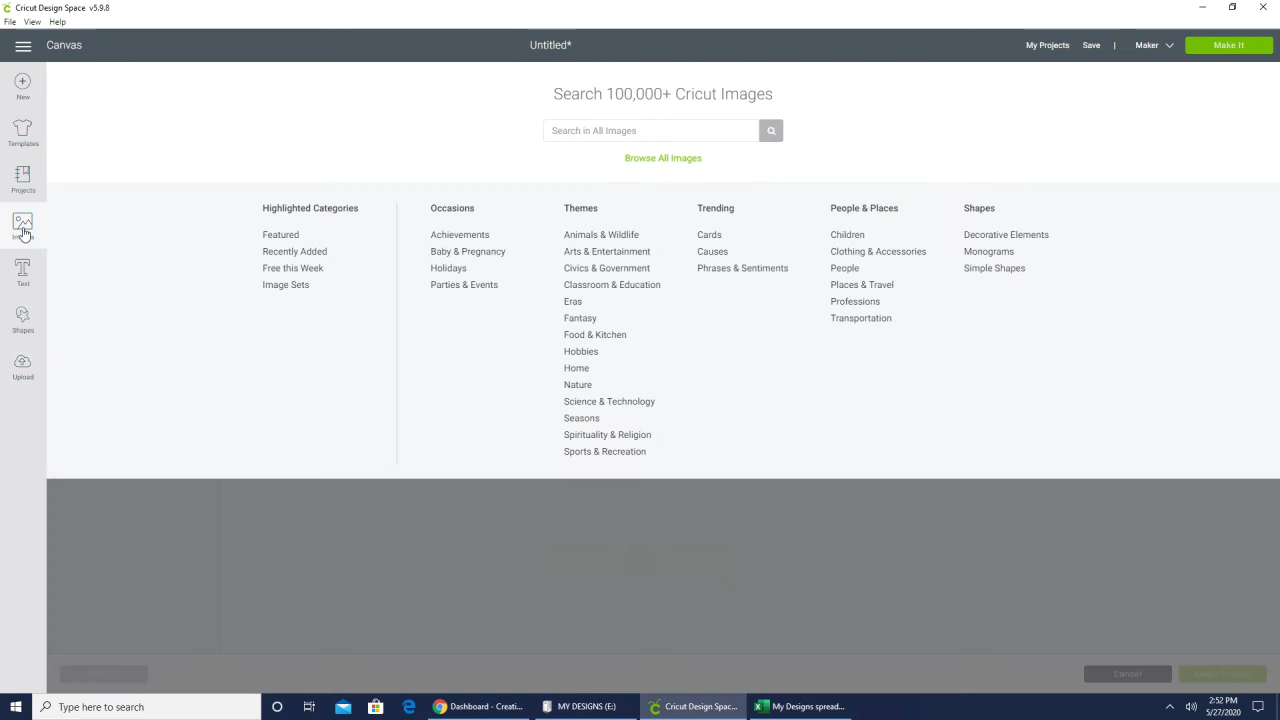 Cricut Design Space v5.9.8
File View Help
Canvas
Untitled*
My Projects Save | Maker Make It
New
Templates
Projects
Text
Shapes
Upload
Search 100,000+ Cricut Images
Search in All Images
Browse All Images
Highlighted Categories
Featured
Recently Added
Free this Week
Image Sets
Occasions
Achievements
Baby & Pregnancy
Holidays
Parties & Events
Themes
Animals & Wildlife
Arts & Entertainment
Civics & Government
Classroom & Education
Eras
Fantasy
Food & Kitchen
Hobbies
Home
Nature
Science & Technology
Seasons
Spirituality & Religion
Sports & Recreation
Trending
Cards
Causes
Phrases & Sentiments
People & Places
Children
Clothing & Accessories
People
Places & Travel
Professions
Transportation
Shapes
Decorative Elements
Monograms
Simple Shapes
Cancel
Type here to search
Dashboard - Creati...
MY DESIGNS (E:)
Cricut Design Spac...
My Designs spread...
2:52 PM
5/27/2020